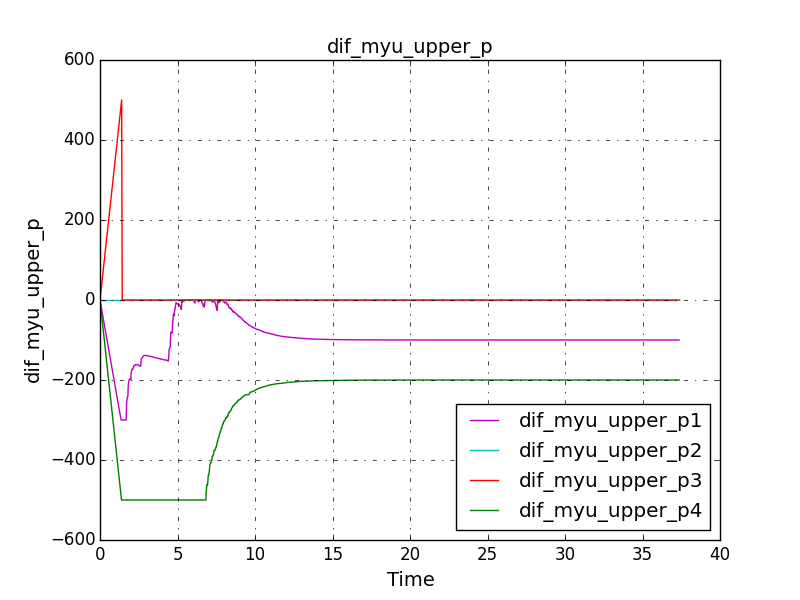 dif_myu_upper_p
600
400
200
0
−200
−400
−600
dif_myu_upper_p
0 5 10 15 20 25 30 35 40
Time
dif_myu_upper_p1
dif_myu_upper_p2
dif_myu_upper_p3
dif_myu_upper_p4